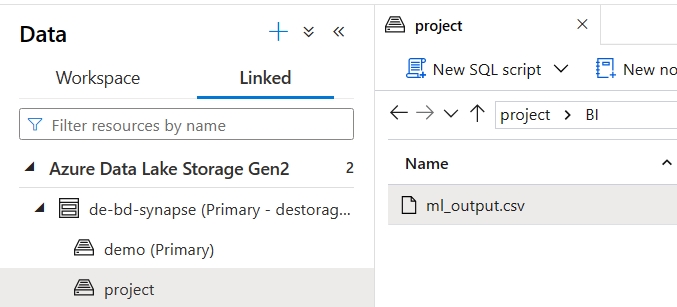 Data
Workspace
Linked
Filter resources by name
Azure Data Lake Storage Gen2
2
de-bd-synapse (Primary - destorag...
demo (Primary)
project
project
New SQL script
New no
project > BI
Name
ml_output.csv